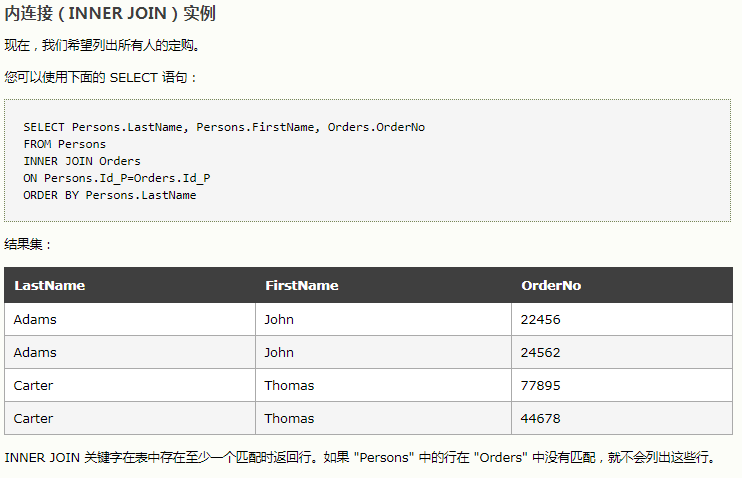 内连接（INNER JOIN）实例
现在，我们希望列出所有人的定购。
您可以使用下面的 SELECT 语句：
SELECT Persons.LastName, Persons.FirstName, Orders.OrderNo
FROM Persons
INNER JOIN Orders
ON Persons.Id_P=Orders.Id_P
ORDER BY Persons.LastName
结果集：
LastName FirstName OrderNo
Adams John 22456
Adams John 24562
Carter Thomas 77895
Carter Thomas 44678
INNER JOIN 关键字在表中存在至少一个匹配时返回行。如果 "Persons" 中的行在 "Orders" 中没有匹配，就不会列出这些行。